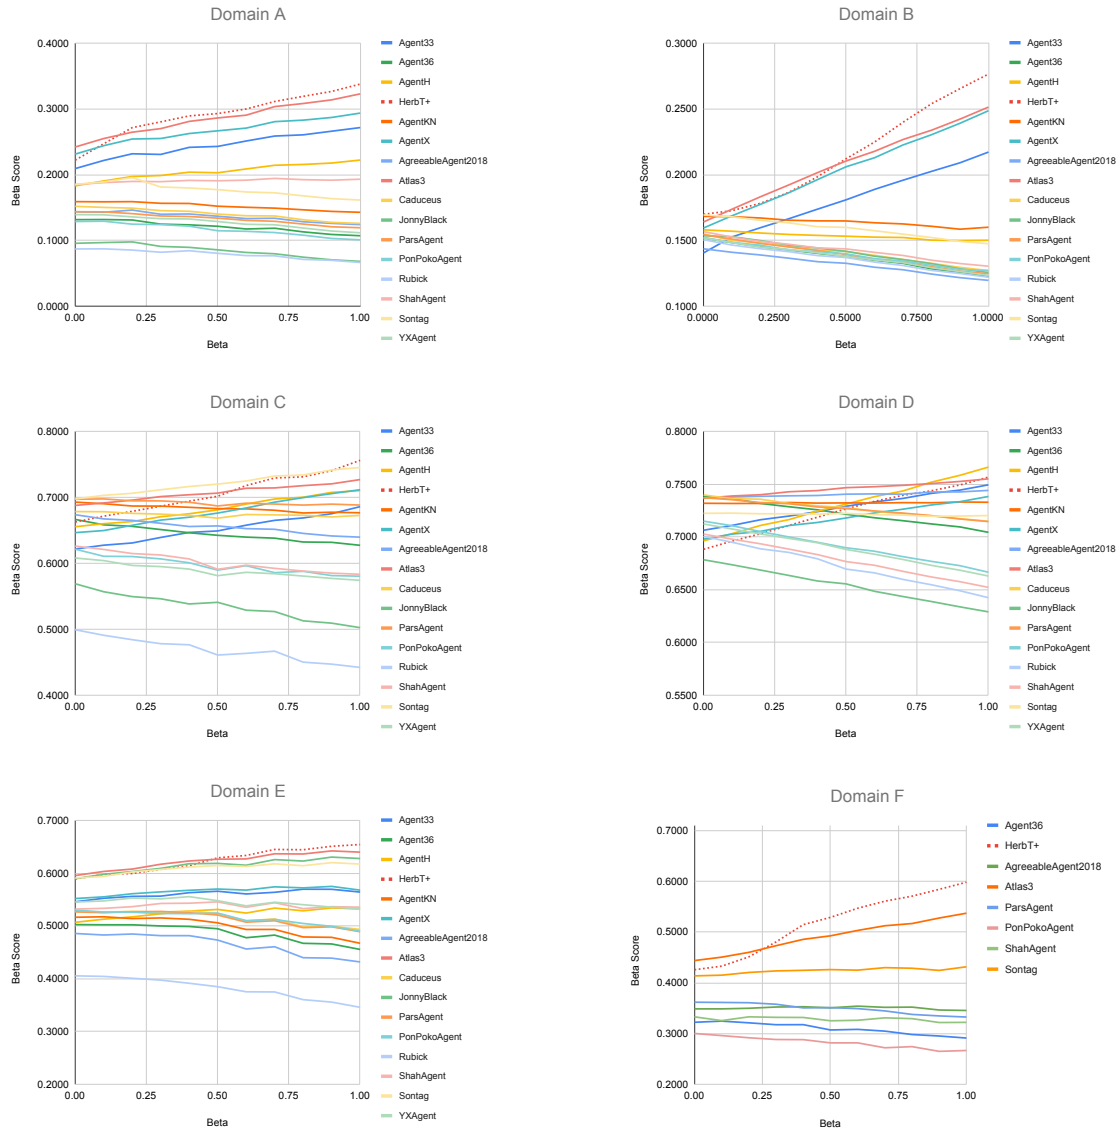 Domain A
0.4000
0.3000
0.2000
0.1000
0.0000
Beta Score
0.00
0.25
0.50
0.75
1.00
Beta
Agent33
Agent36
AgentH
HerbT+
AgentKN
AgentX
AgreeableAgent2018
Atlas3
Caduceus
JonnyBlack
ParsAgent
PonPokoAgent
Rubick
ShahAgent
Sontag
YXAgent
Domain B
0.3000
0.2500
0.2000
0.1500
0.1000
Beta Score
0.0000
0.2500
0.5000
0.7500
1.0000
Beta
Agent33
Agent36
AgentH
HerbT+
AgentKN
AgentX
AgreeableAgent2018
Atlas3
Caduceus
JonnyBlack
ParsAgent
PonPokoAgent
Rubick
ShahAgent
Sontag
YXAgent
Domain C
0.8000
0.7000
0.6000
0.5000
0.4000
Beta Score
0.00
0.25
0.50
0.75
1.00
Beta
Agent33
Agent36
AgentH
HerbT+
AgentKN
AgentX
AgreeableAgent2018
Atlas3
Caduceus
JonnyBlack
ParsAgent
PonPokoAgent
Rubick
ShahAgent
Sontag
YXAgent
Domain D
0.8000
0.7500
0.7000
0.6500
0.6000
0.5500
Beta Score
0.00
0.25
0.50
0.75
1.00
Beta
Agent33
Agent36
AgentH
HerbT+
AgentKN
AgentX
AgreeableAgent2018
Atlas3
Caduceus
JonnyBlack
ParsAgent
PonPokoAgent
Rubick
ShahAgent
Sontag
YXAgent
Domain E
0.7000
0.6000
0.5000
0.4000
0.3000
0.2000
Beta Score
0.00
0.25
0.50
0.75
1.00
Beta
Agent33
Agent36
AgentH
HerbT+
AgentKN
AgentX
AgreeableAgent2018
Atlas3
Caduceus
JonnyBlack
ParsAgent
PonPokoAgent
Rubick
ShahAgent
Sontag
YXAgent
Domain F
0.7000
0.6000
0.5000
0.4000
0.3000
0.2000
Beta Score
0.00
0.25
0.50
0.75
1.00
Beta
Agent36
HerbT+
AgreeableAgent2018
Atlas3
ParsAgent
PonPokoAgent
ShahAgent
Sontag